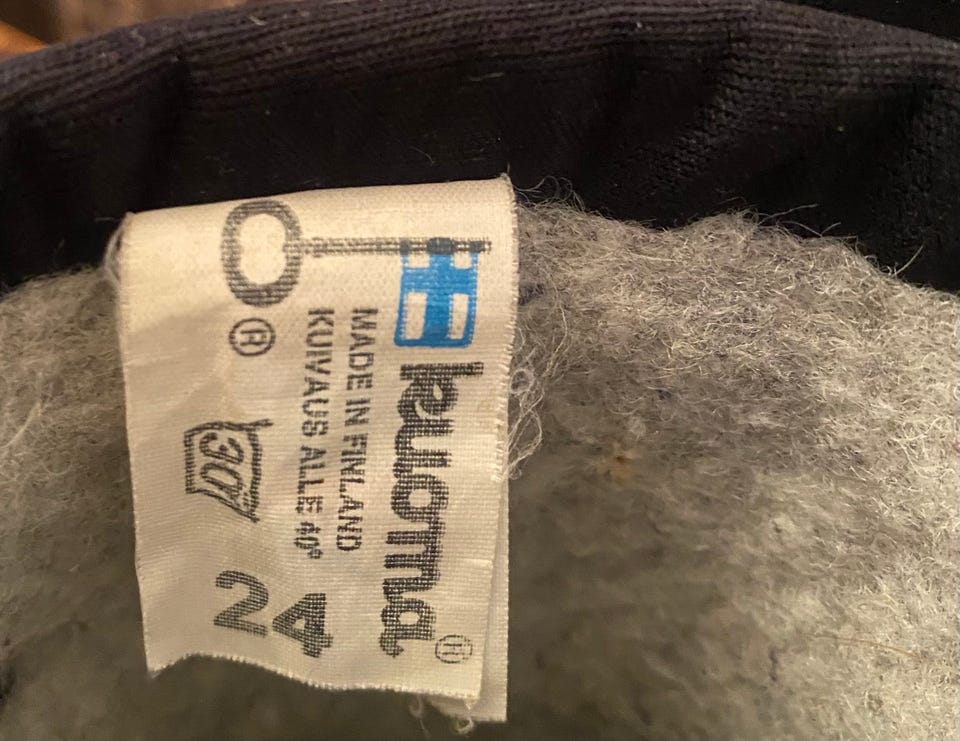 kuoma®
MADE IN FINLAND
KUIVAUS ALLE 40°
®
30°
24